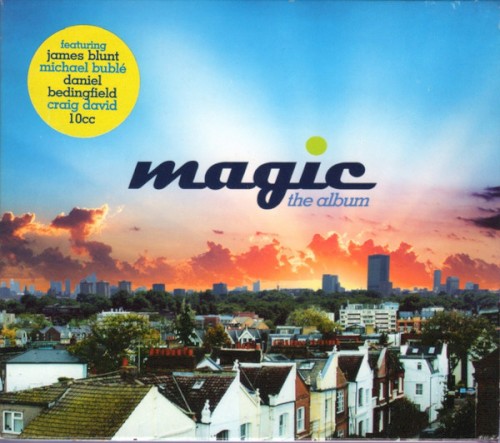 featuring
james blunt
michael bublé
daniel
bedingfield
craig david
10cc
magic
the album